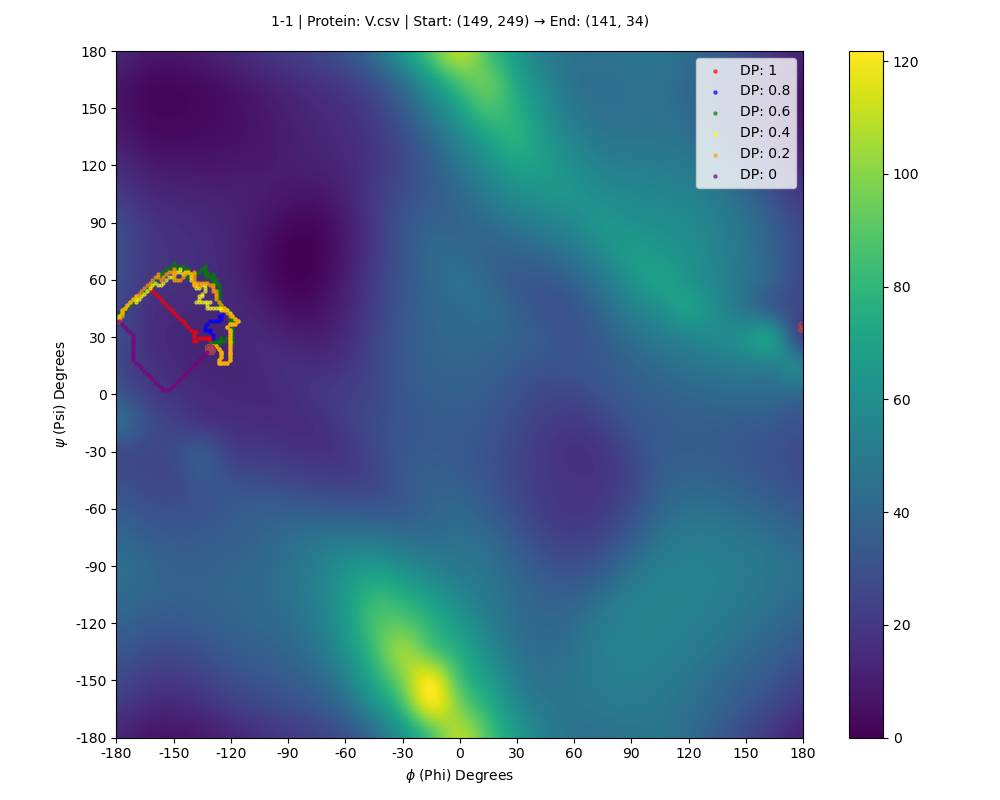 1-1 | Protein: V.csv | Start: (149, 249) → End: (141, 34)
DP: 1
DP: 0.8
DP: 0.6
DP: 0.4
DP: 0.2
DP: 0
180
150
120
90
60
30
0
-30
-60
-90
-120
-150
-180
ψ (Psi) Degrees
-180 -150 -120 -90 -60 -30 0 30 60 90 120 150 180
ϕ (Phi) Degrees
120
100
80
60
40
20
0